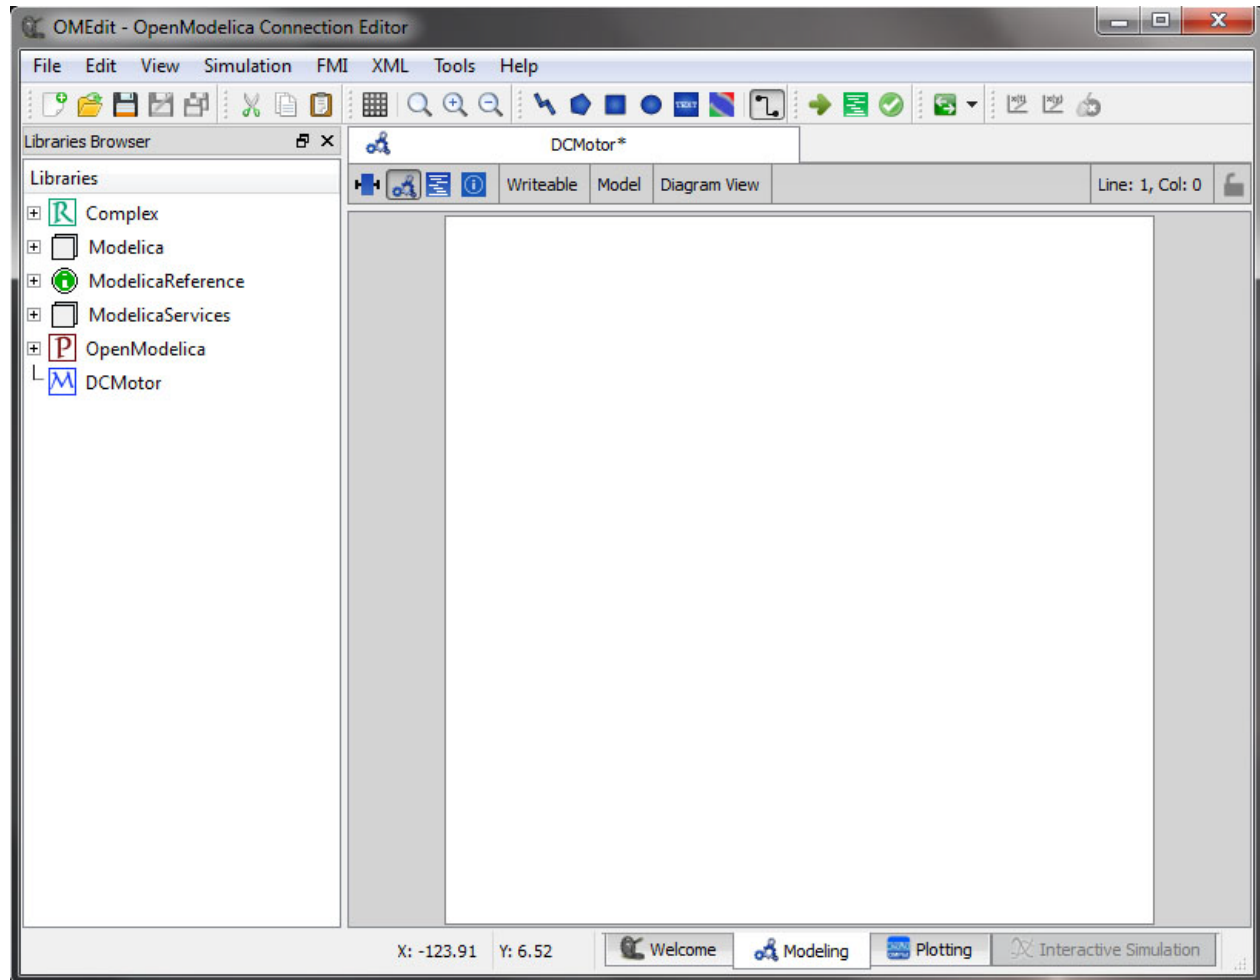 OMEdit - OpenModelica Connection Editor
File Edit View Simulation FMI XML Tools Help
TEXT
Libraries Browser
DCMotor*
Libraries
Writeable Model Diagram View Line: 1, Col: 0
Complex
Modelica
ModelicaReference
ModelicaServices
OpenModelica
DCMotor
X: -123.91 Y: 6.52 Welcome Modeling Plotting Interactive Simulation